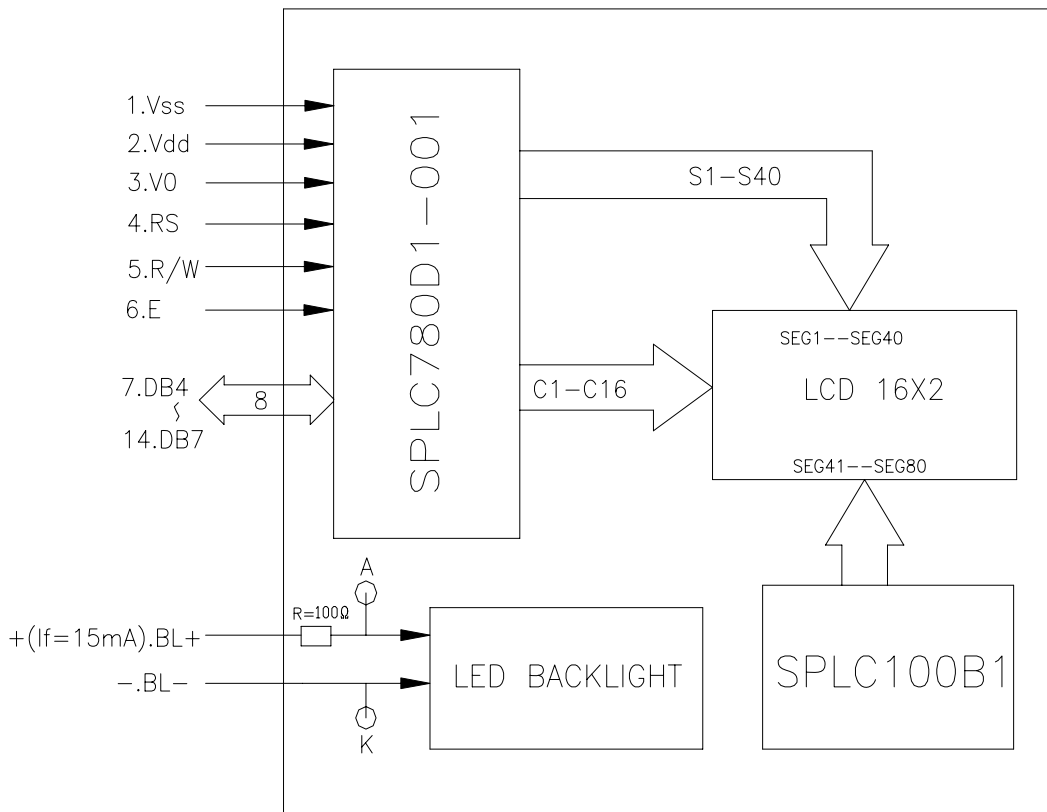 1.Vss
2.Vdd
3.V0
4.RS
5.R/W
6.E
7.DB4
~
14.DB7
8
SPLC780D1-001
S1-S40
C1-C16
SEG1--SEG40
LCD 16X2
SEG41--SEG80
A
R=100Ω
+(If=15mA).BL+
-.BL-
K
LED BACKLIGHT
SPLC100B1